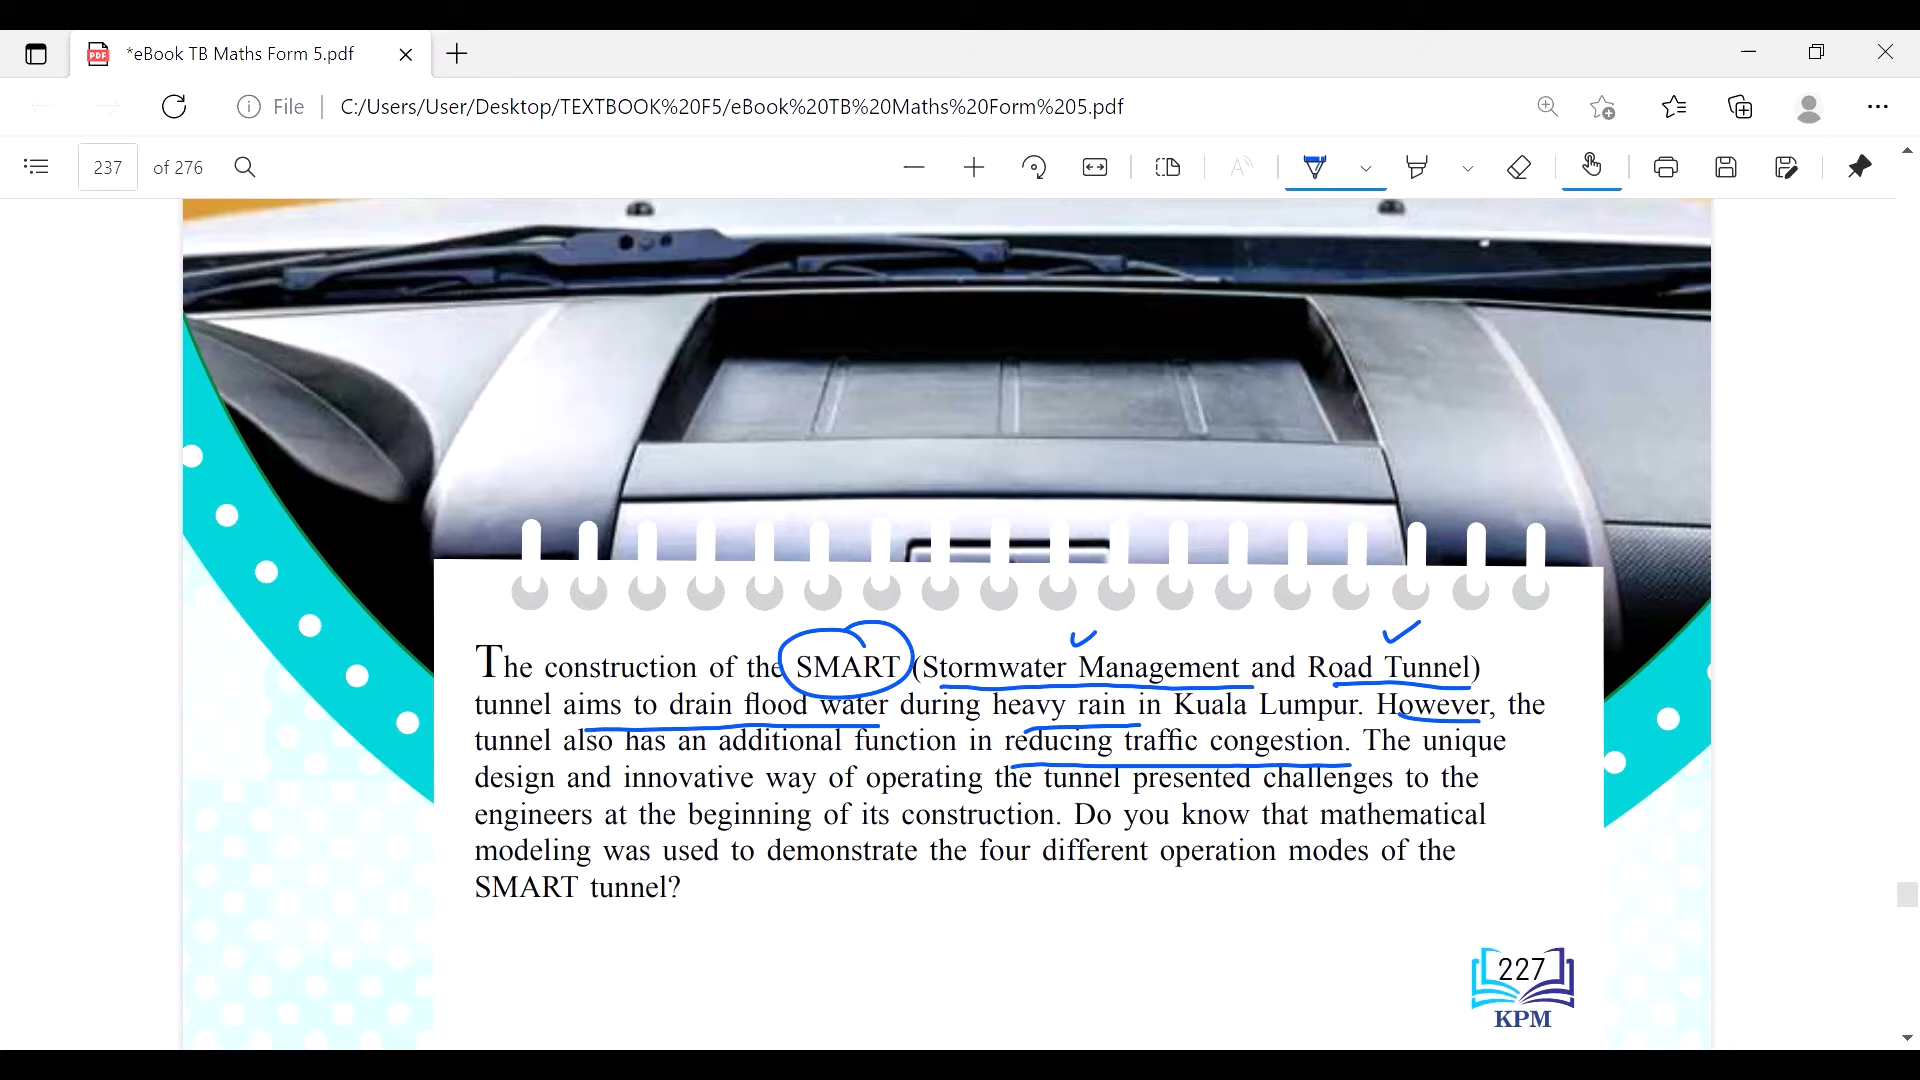 *eBook TB Maths Form 5.pdf
File
C:/Users/User/Desktop/TEXTBOOK%20F5/eBook%20TB%20Maths%20Form%205.pdf
237 of 276
The construction of the SMART (Stormwater Management and Road Tunnel)
tunnel aims to drain flood water during heavy rain in Kuala Lumpur. However, the
tunnel also has an additional function in reducing traffic congestion. The unique
design and innovative way of operating the tunnel presented challenges to the
engineers at the beginning of its construction. Do you know that mathematical
modeling was used to demonstrate the four different operation modes of the
SMART tunnel?
227
KPM